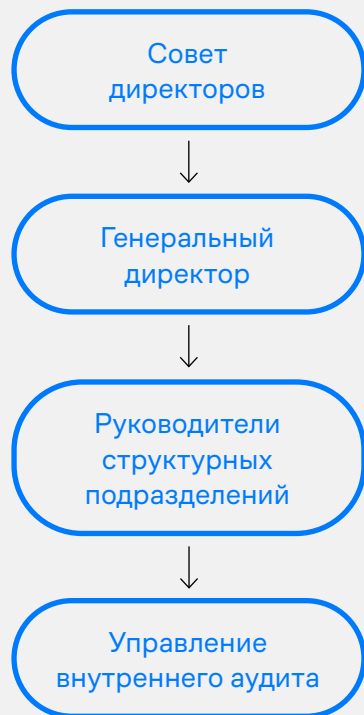 Совет
директоров
Генеральный
директор
Руководители
структурных
подразделений
Управление
внутреннего аудита